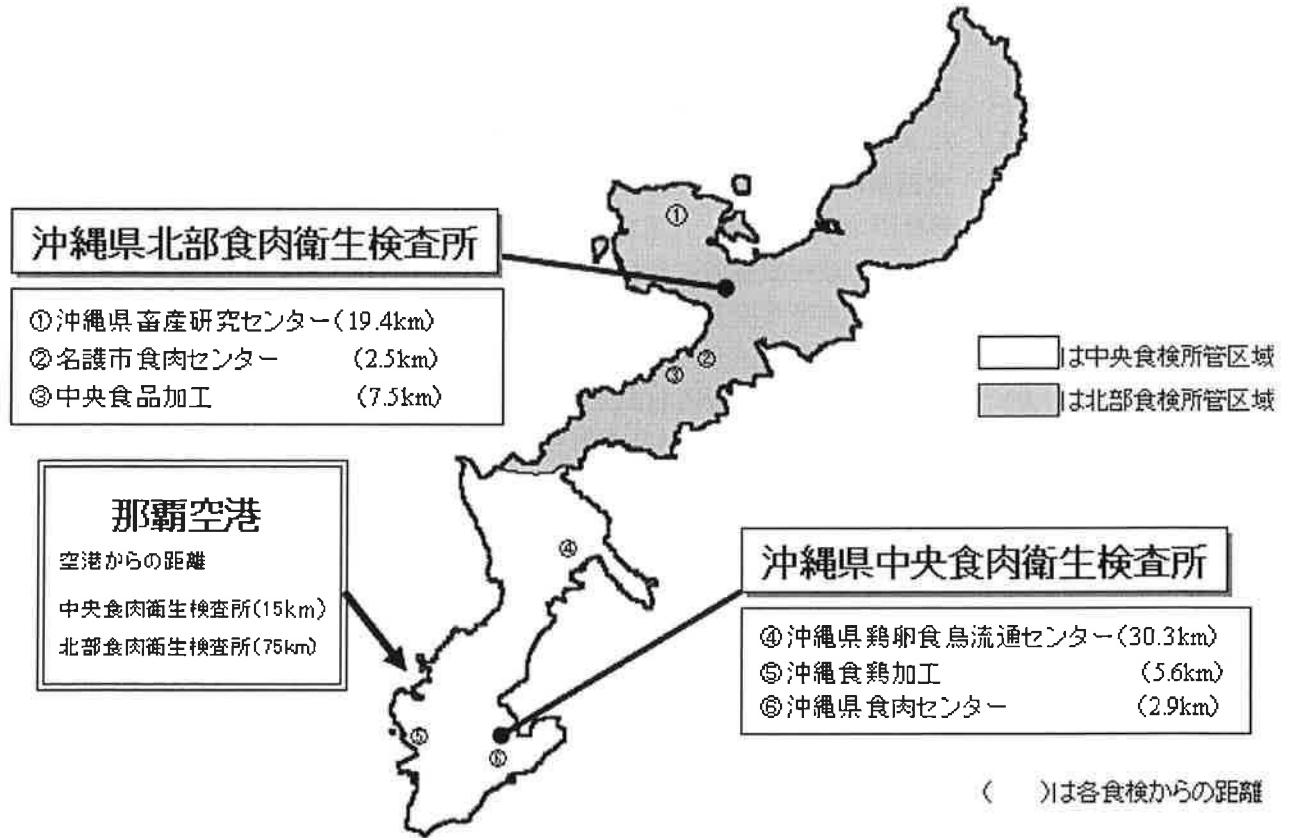 沖縄県北部食肉衛生検査所
①沖縄県畜産研究センター(19.4km)
②名護市食肉センター (2.5km)
③中央食品加工 (7.5km)
①
②
③
は中央食検所管区域
は北部食検所管区域
那覇空港
空港からの距離
中央食肉衛生検査所(15km)
北部食肉衛生検査所(75km)
④
沖縄県中央食肉衛生検査所
④沖縄県鶏卵食鳥流通センター(30.3km)
⑤沖縄食鶏加工 (5.6km)
⑥沖縄県食肉センター (2.9km)
⑤
⑥
( )は各食検からの距離